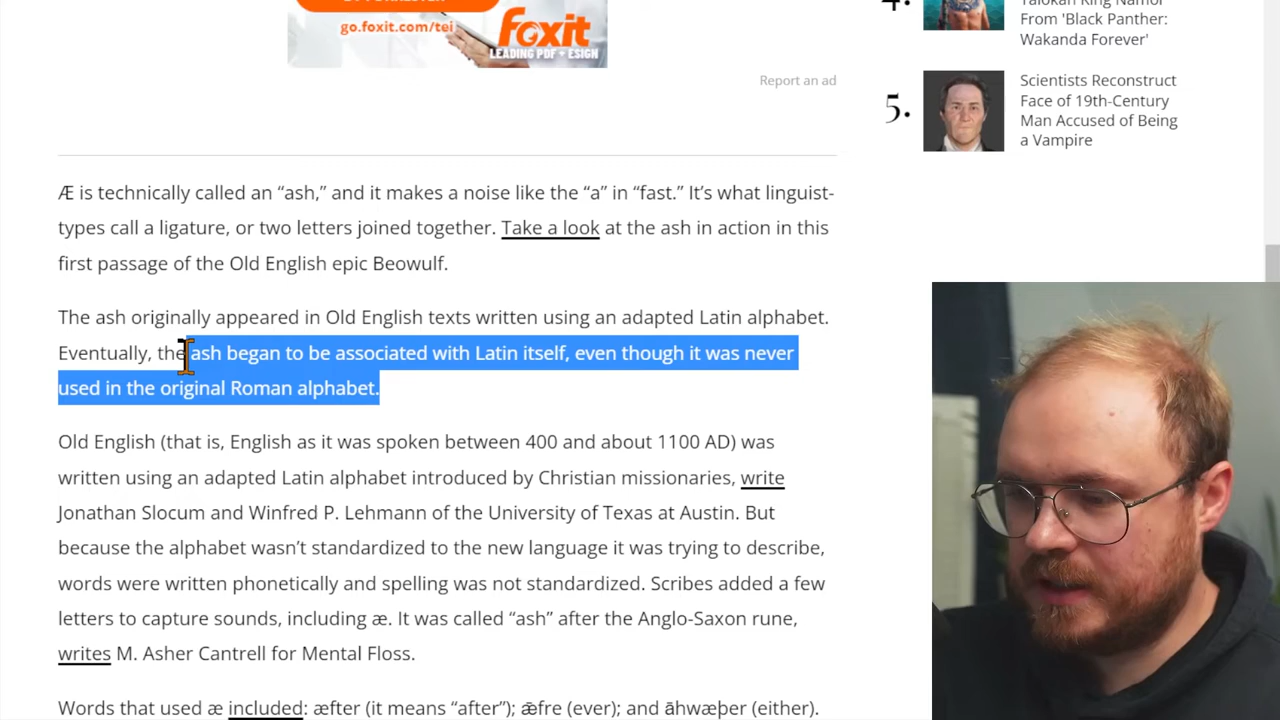 go.foxit.com/tei
foxit
LEADING PDF + ESIGN
Report an ad
From 'Black Panther:
Wakanda Forever'
5.
Scientists Reconstruct
Face of 19th-Century
Man Accused of Being
a Vampire
Æ is technically called an “ash,” and it makes a noise like the “a” in “fast.” It’s what linguist-
types call a ligature, or two letters joined together. Take a look at the ash in action in this
first passage of the Old English epic Beowulf.
The ash originally appeared in Old English texts written using an adapted Latin alphabet.
Eventually, the ash began to be associated with Latin itself, even though it was never
used in the original Roman alphabet.
Old English (that is, English as it was spoken between 400 and about 1100 AD) was
written using an adapted Latin alphabet introduced by Christian missionaries, write
Jonathan Slocum and Winfred P. Lehmann of the University of Texas at Austin. But
because the alphabet wasn’t standardized to the new language it was trying to describe,
words were written phonetically and spelling was not standardized. Scribes added a few
letters to capture sounds, including æ. It was called “ash” after the Anglo-Saxon rune,
writes M. Asher Cantrell for Mental Floss.
Words that used æ included: æfter (it means “after”); ǣfre (ever); and āhwæþer (either).